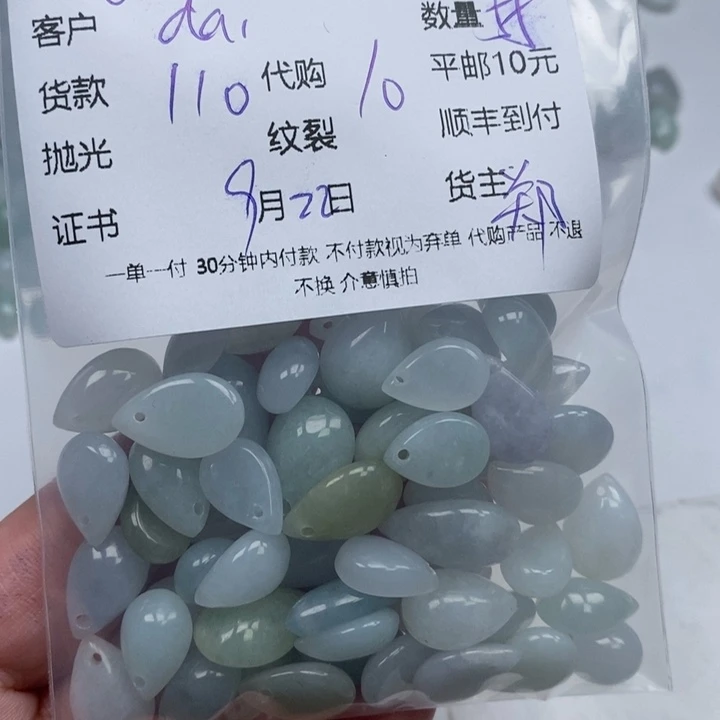 客户 dai 数量
货款 110 代购 10 平邮10元
抛光 纹裂 顺丰到付
证书 9月22日 货主 郑
一单一付 30分钟内付款 不付款视为弃单 代购产品 不退
不换 介意慎拍